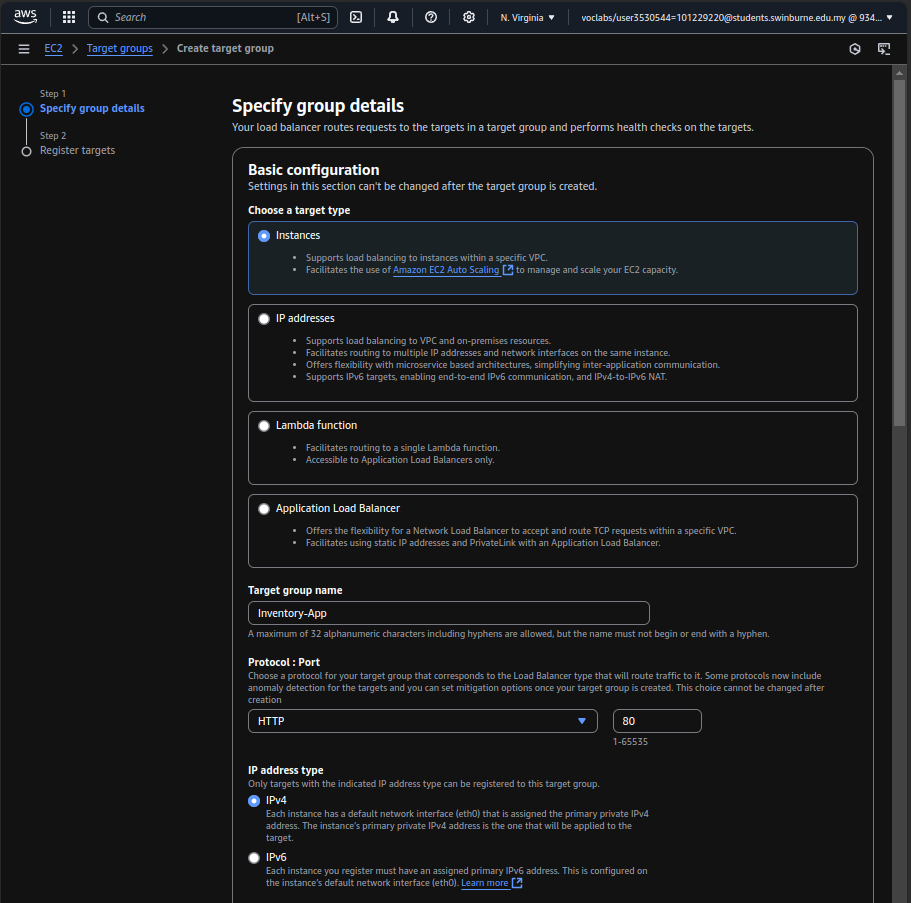 aws
Search [Alt+S]
N. Virginia
voclabs/user3530544=101229220@students.swinburne.edu.my @ 934...
EC2
Target groups
Create target group
Step 1
Specify group details
Step 2
Register targets
Specify group details
Your load balancer routes requests to the targets in a target group and performs health checks on the targets.
Basic configuration
Settings in this section can't be changed after the target group is created.
Choose a target type
Instances
Supports load balancing to instances within a specific VPC.
Facilitates the use of Amazon EC2 Auto Scaling to manage and scale your EC2 capacity.
IP addresses
Supports load balancing to VPC and on-premises resources.
Facilitates routing to multiple IP addresses and network interfaces on the same instance.
Offers flexibility with microservice based architectures, simplifying inter-application communication.
Supports IPv6 targets, enabling end-to-end IPv6 communication, and IPv4-to-IPv6 NAT.
Lambda function
Facilitates routing to a single Lambda function.
Accessible to Application Load Balancers only.
Application Load Balancer
Offers the flexibility for a Network Load Balancer to accept and route TCP requests within a specific VPC.
Facilitates using static IP addresses and PrivateLink with an Application Load Balancer.
Target group name
Inventory-App
A maximum of 32 alphanumeric characters including hyphens are allowed, but the name must not begin or end with a hyphen.
Protocol : Port
Choose a protocol for your target group that corresponds to the Load Balancer type that will route traffic to it. Some protocols now include
anomaly detection for the targets and you can set mitigation options once your target group is created. This choice cannot be changed after
creation
HTTP
80
1-65535
IP address type
Only targets with the indicated IP address type can be registered to this target group.
IPv4
Each instance has a default network interface (eth0) that is assigned the primary private IPv4
address. The instance's primary private IPv4 address is the one that will be applied to the
target.
IPv6
Each instance you register must have an assigned primary IPv6 address. This is configured on
the instance's default network interface (eth0). Learn more